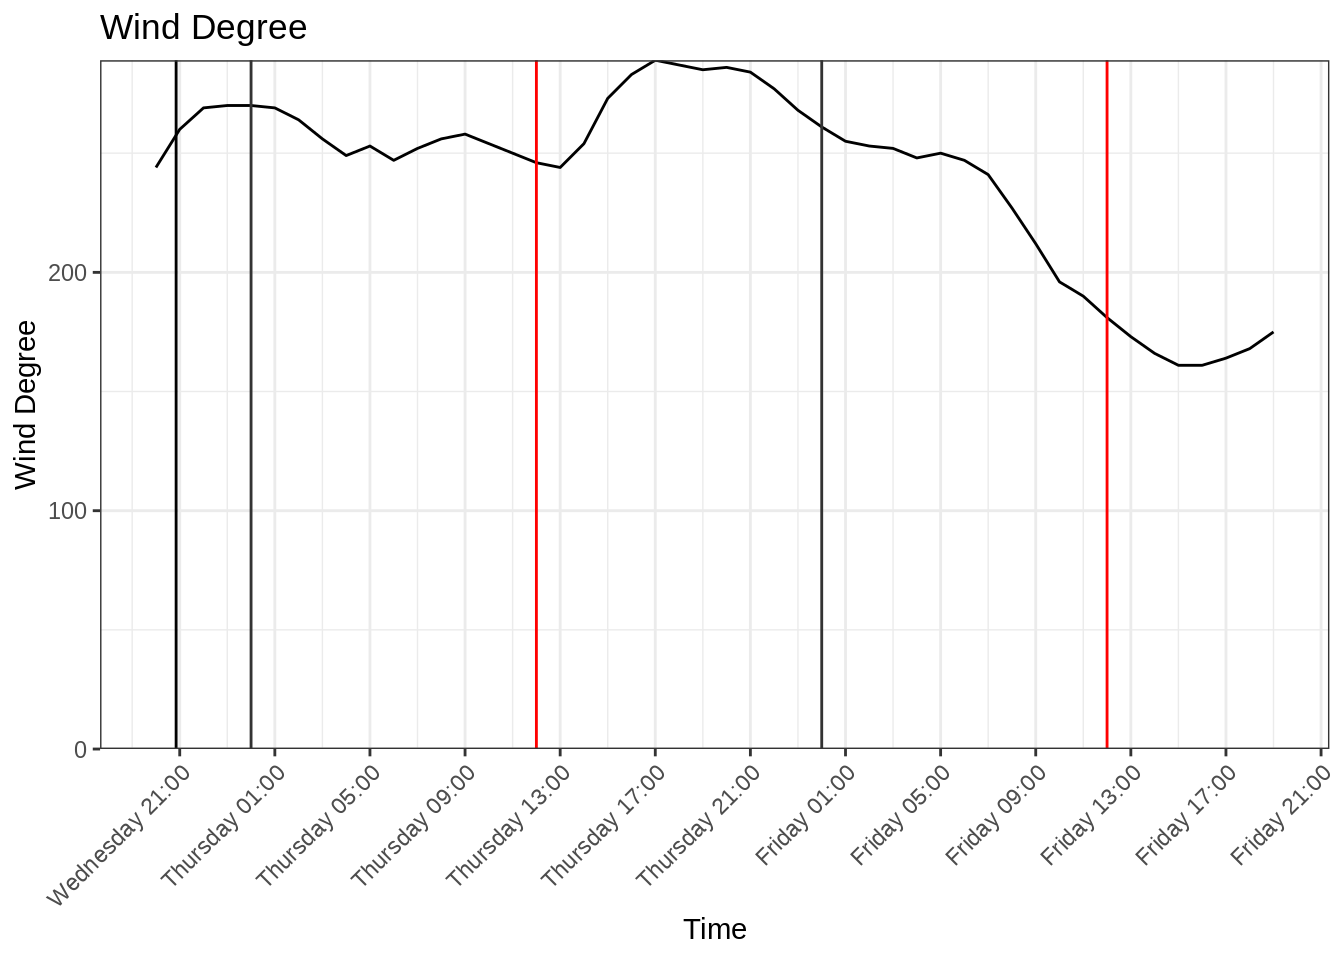 Wind Degree
Wind Degree
200
100
0
Wednesday 21:00
Thursday 01:00
Thursday 05:00
Thursday 09:00
Thursday 13:00
Thursday 17:00
Thursday 21:00
Friday 01:00
Friday 05:00
Friday 09:00
Friday 13:00
Friday 17:00
Friday 21:00
Time